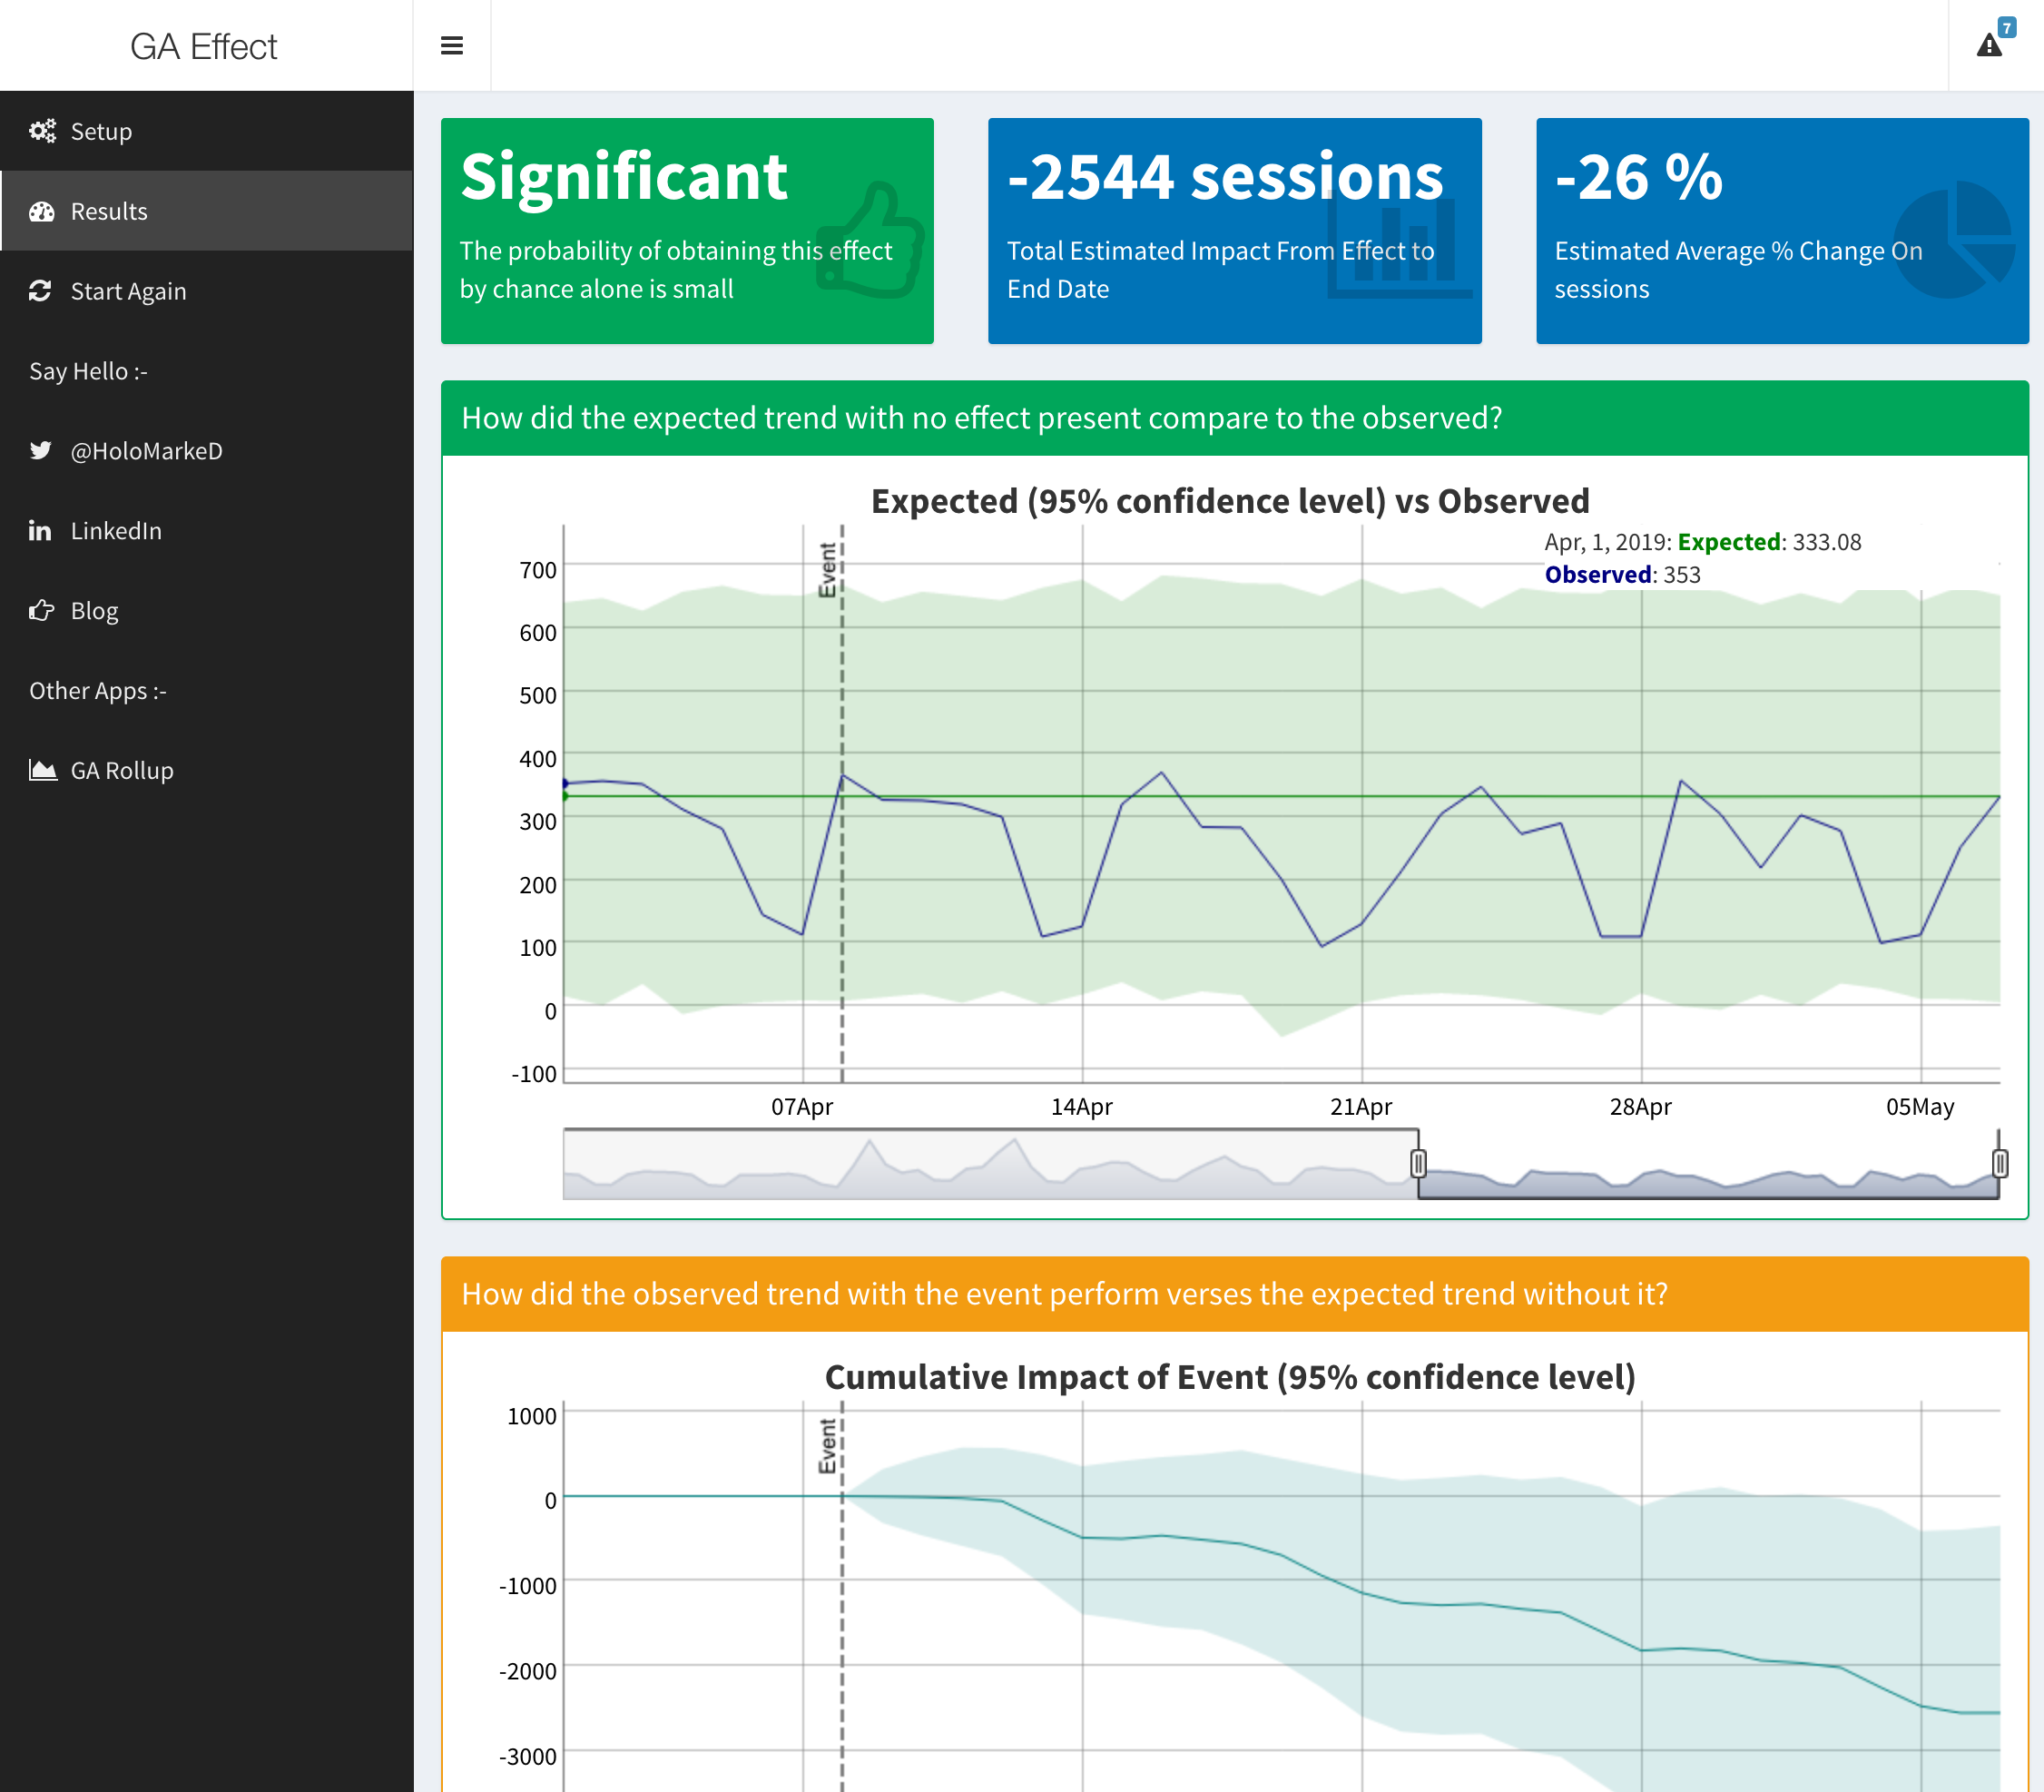 GA Effect
7
Setup
Results
Start Again
Say Hello :-
@HoloMarkeD
LinkedIn
Blog
Other Apps :-
GA Rollup
Significant
The probability of obtaining this effect
by chance alone is small
-2544 sessions
Total Estimated Impact From Effect to
End Date
-26 %
Estimated Average % Change On
sessions
How did the expected trend with no effect present compare to the observed?
Expected (95% confidence level) vs Observed
Apr, 1, 2019: Expected: 333.08
Observed: 353
Event
700
600
500
400
300
200
100
0
-100
07Apr
14Apr
21Apr
28Apr
05May
How did the observed trend with the event perform verses the expected trend without it?
Cumulative Impact of Event (95% confidence level)
Event
1000
0
-1000
-2000
-3000